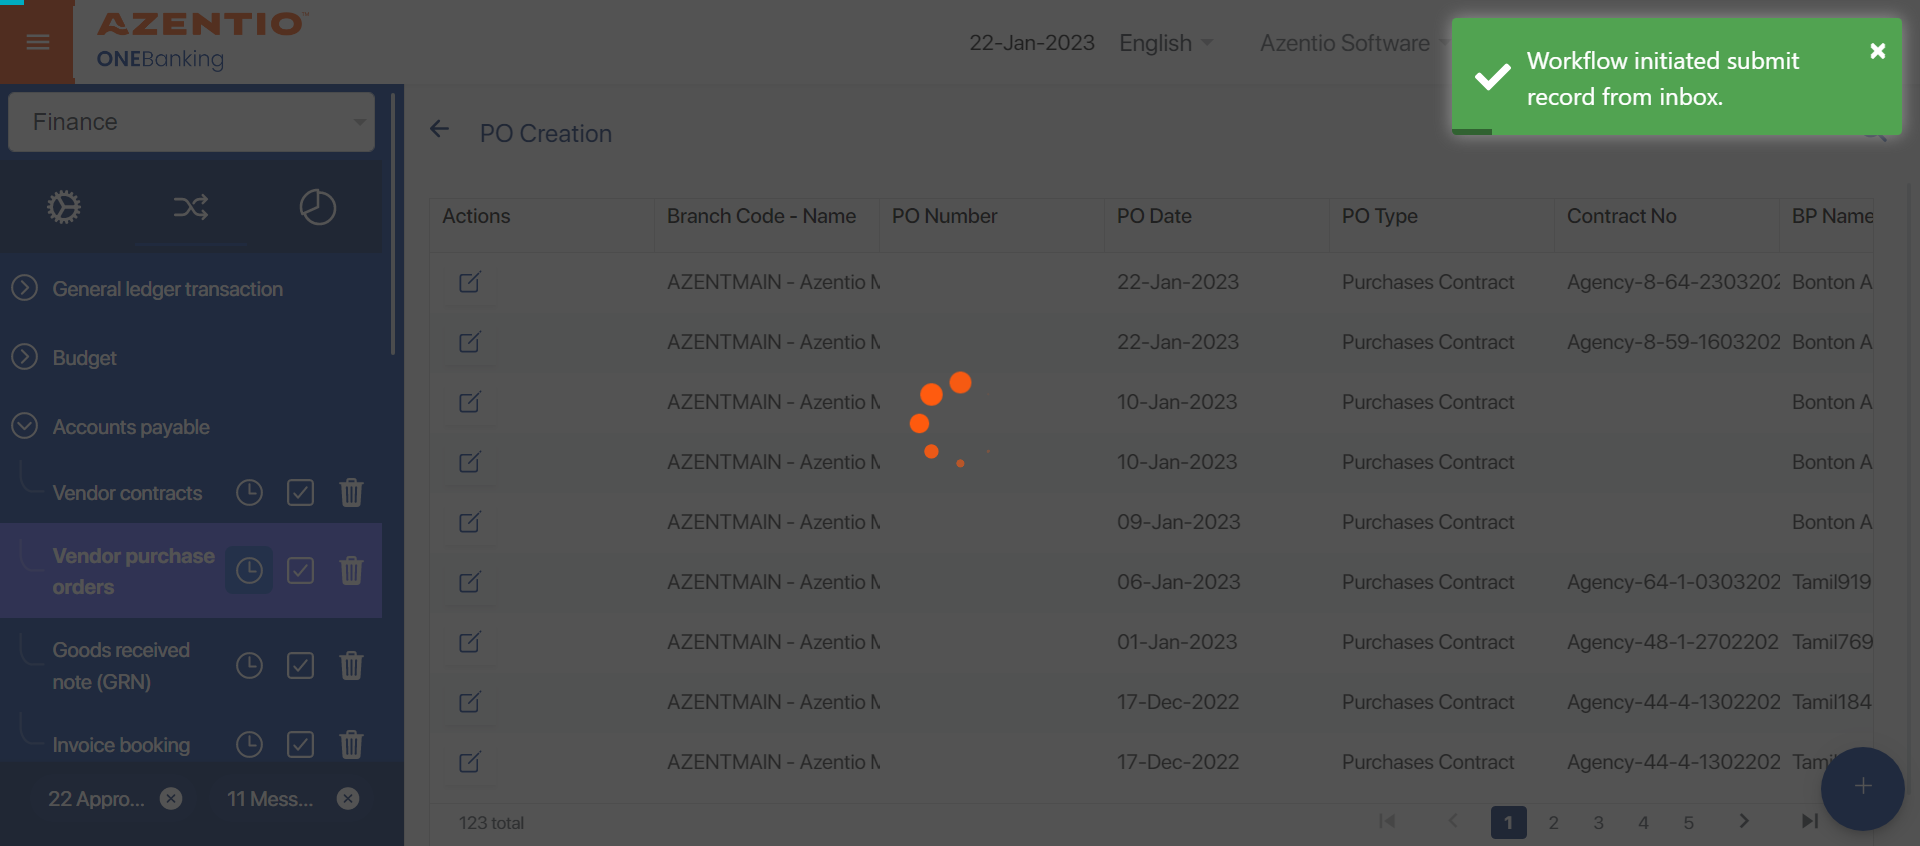 AZENTIO™
ONEBanking
22-Jan-2023
English
Azentio Software
Workflow initiated submit
record from inbox.
Finance
PO Creation
Actions
Branch Code - Name
PO Number
PO Date
PO Type
Contract No
BP Name
AZENTMAIN - Azentio M
22-Jan-2023
Purchases Contract
Agency-8-64-2303202
Bonton A
AZENTMAIN - Azentio M
22-Jan-2023
Purchases Contract
Agency-8-59-1603202
Bonton A
AZENTMAIN - Azentio M
10-Jan-2023
Purchases Contract
Bonton A
AZENTMAIN - Azentio M
10-Jan-2023
Purchases Contract
Bonton A
AZENTMAIN - Azentio M
09-Jan-2023
Purchases Contract
Bonton A
AZENTMAIN - Azentio M
06-Jan-2023
Purchases Contract
Agency-64-1-0303202
Tamil919
AZENTMAIN - Azentio M
01-Jan-2023
Purchases Contract
Agency-48-1-2702202
Tamil769
AZENTMAIN - Azentio M
17-Dec-2022
Purchases Contract
Agency-44-4-1302202
Tamil184
AZENTMAIN - Azentio M
17-Dec-2022
Purchases Contract
Agency-44-4-1302202
Tami
General ledger transaction
Budget
Accounts payable
Vendor contracts
Vendor purchase
orders
Goods received
note (GRN)
Invoice booking
22 Appro...
11 Mess...
123 total
1
2
3
4
5